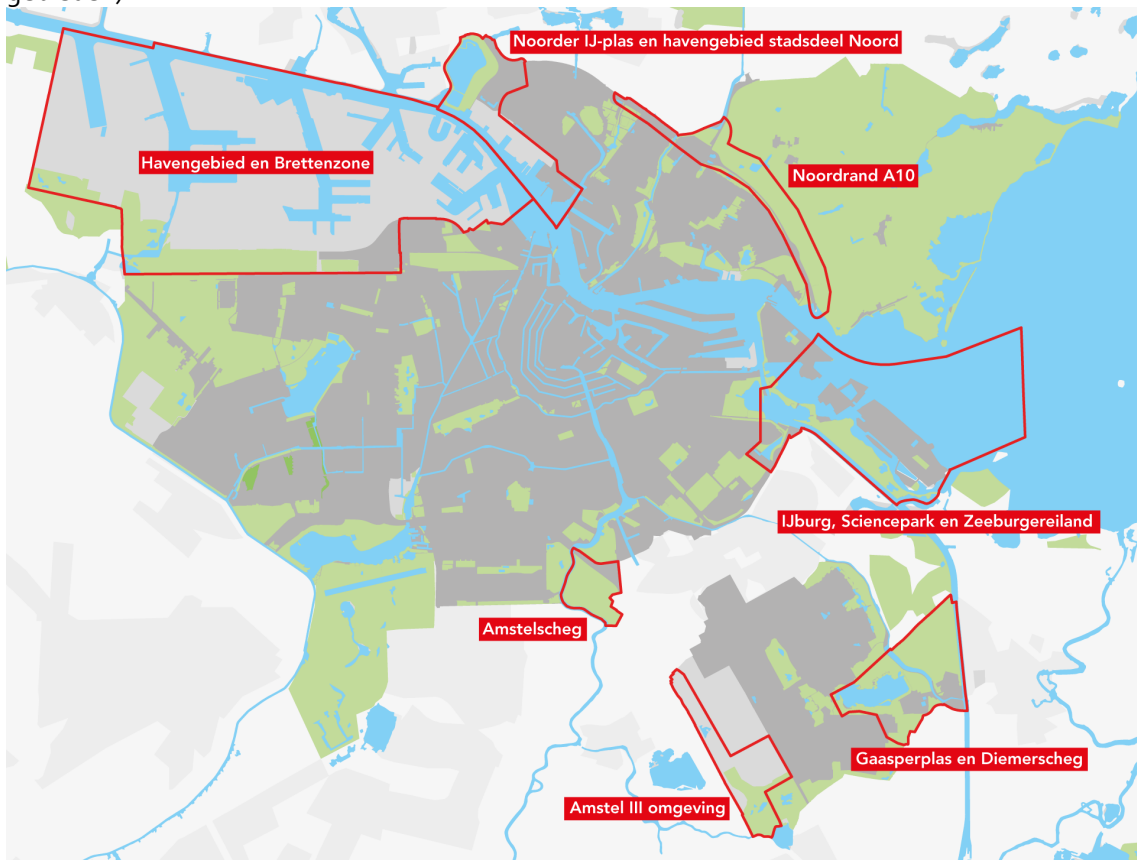 Noorder IJ-plas en havengebied stadsdeel Noord
Havengebied en Brettenzone
Noordrand A10
IJburg, Sciencepark en Zeeburgereiland
Amstelscheg
Gaasperplas en Diemerscheg
Amstel III omgeving